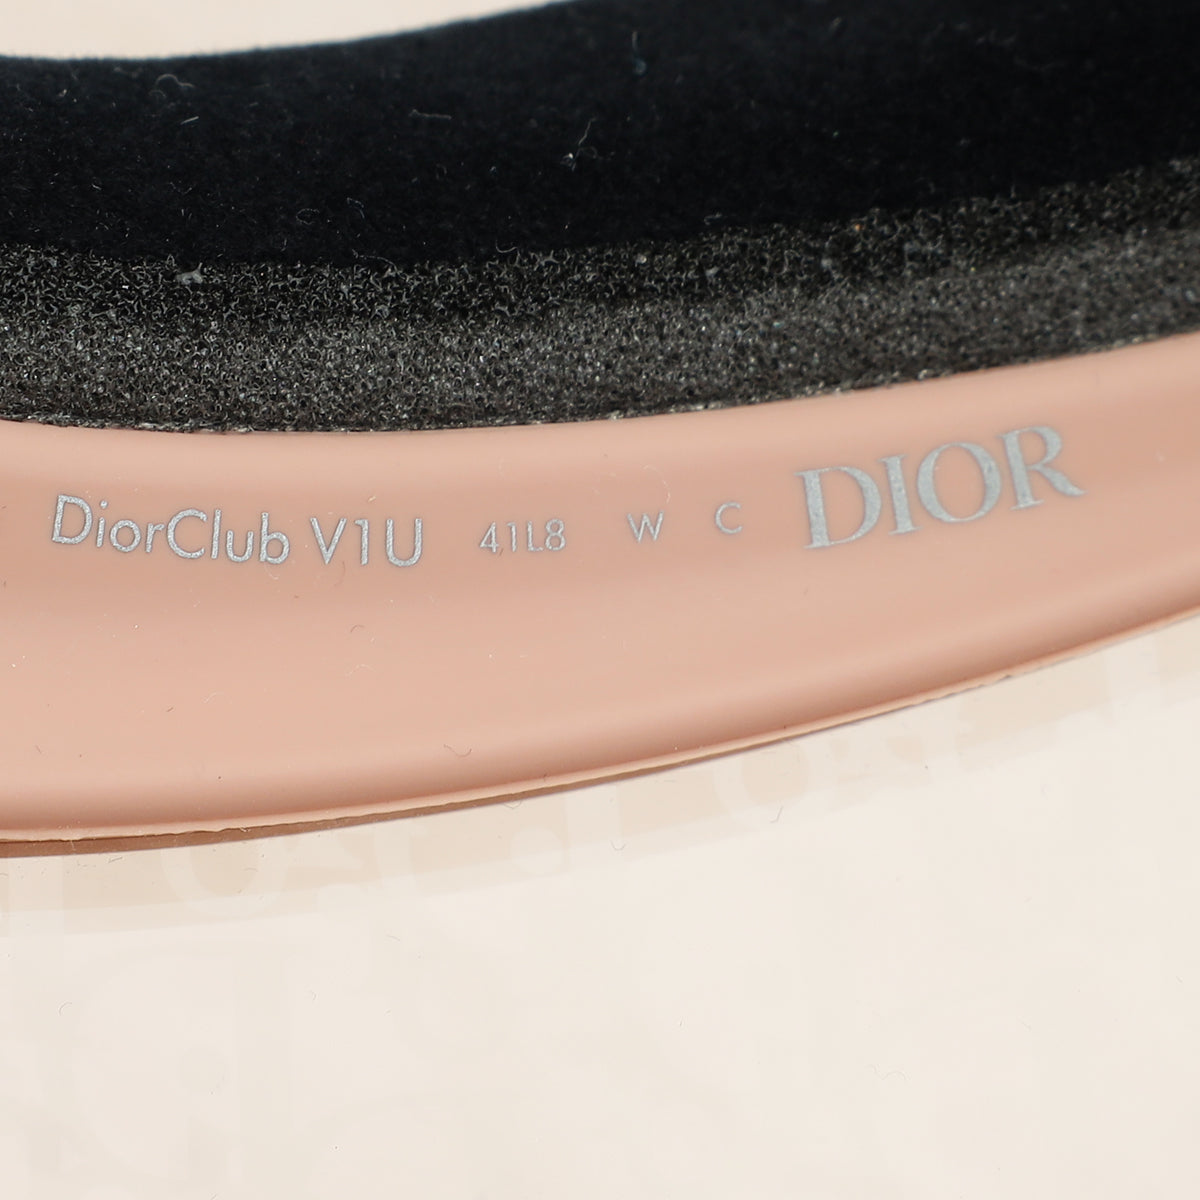 DiorClub V1U 41L8 W C DIOR